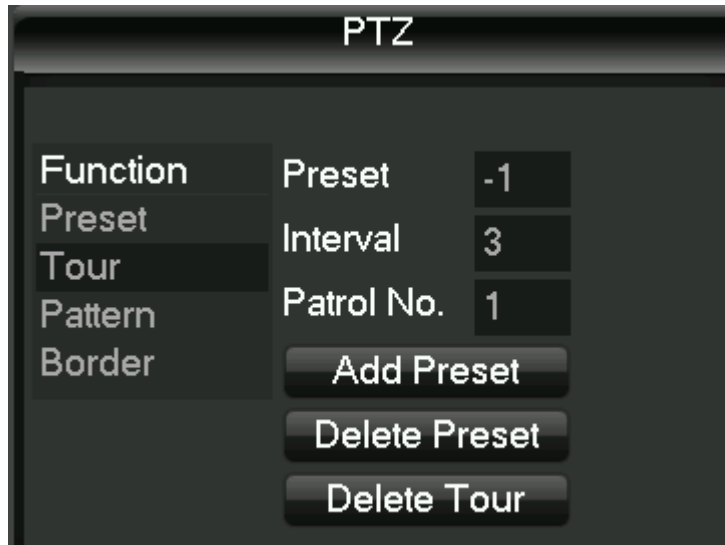 PTZ
Function
Preset
Tour
Pattern
Border
Preset -1
Interval 3
Patrol No. 1
Add Preset
Delete Preset
Delete Tour